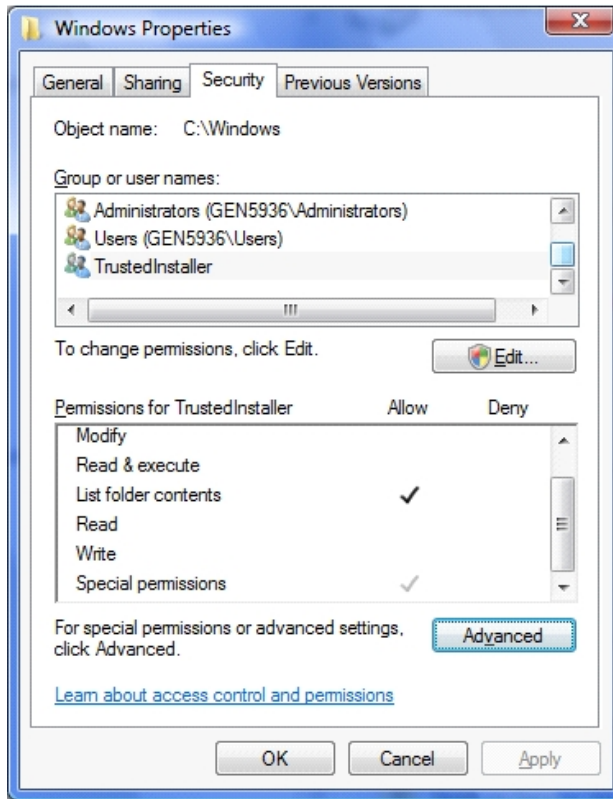 Windows Properties
General Sharing Security Previous Versions
Object name: C:\Windows
Group or user names:
Administrators (GEN5936\Administrators)
Users (GEN5936\Users)
TrustedInstaller
To change permissions, click Edit.
Edit...
Permissions for TrustedInstaller Allow Deny
Modify
Read & execute
List folder contents
Read
Write
Special permissions
For special permissions or advanced settings,
click Advanced.
Advanced
Learn about access control and permissions
OK Cancel Apply